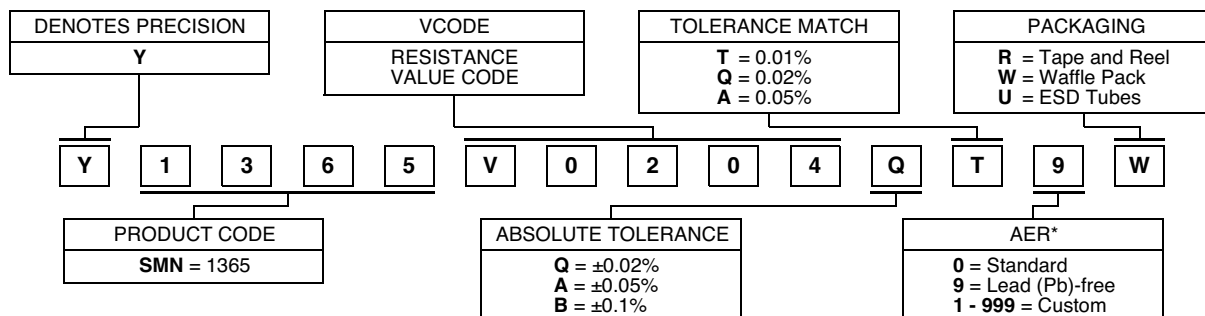 DENOTES PRECISION
Y
VCODE
RESISTANCE
VALUE CODE
TOLERANCE MATCH
T = 0.01%
Q = 0.02%
A = 0.05%
PACKAGING
R = Tape and Reel
W = Waffle Pack
U = ESD Tubes
Y 1 3 6 5 V 0 2 0 4 Q T 9 W
PRODUCT CODE
SMN = 1365
ABSOLUTE TOLERANCE
Q = ±0.02%
A = ±0.05%
B = ±0.1%
AER*
0 = Standard
9 = Lead (Pb)-free
1 - 999 = Custom